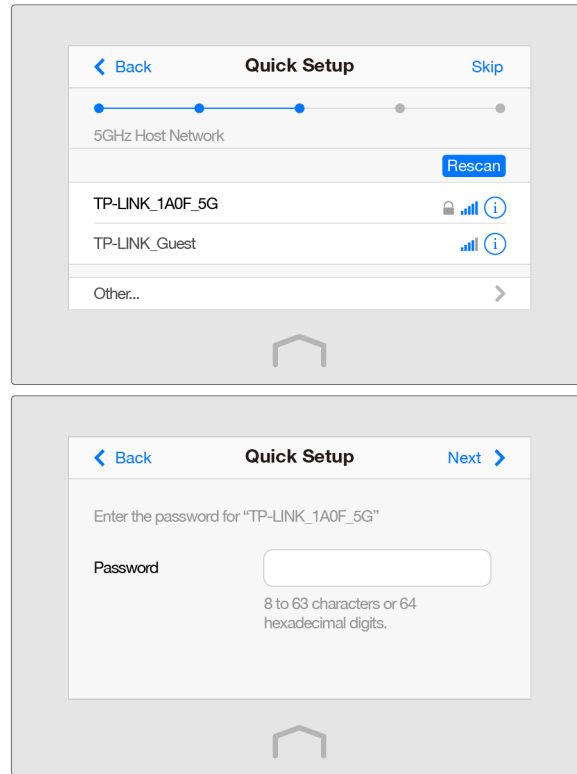 Back Quick Setup Skip
5GHz Host Network
Rescan
TP-LINK_1A0F_5G
TP-LINK_Guest
Other...
Back Quick Setup Next
Enter the password for “TP-LINK_1A0F_5G”
Password
8 to 63 characters or 64
hexadecimal digits.